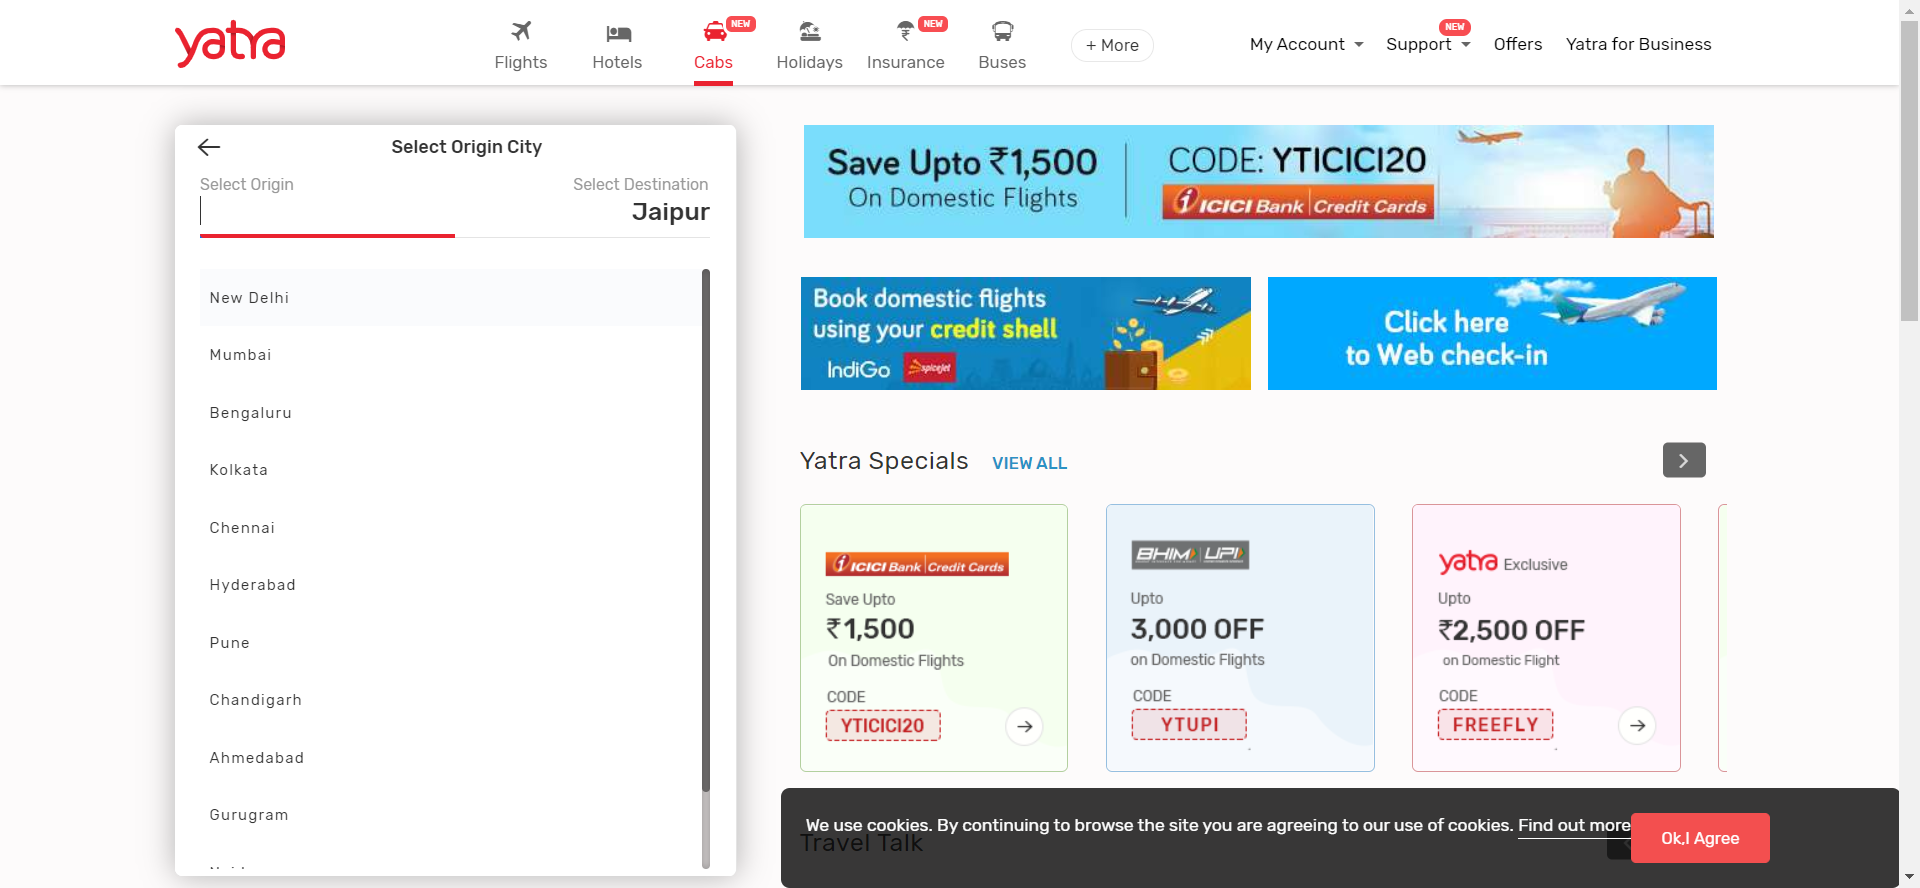 yatra
Flights
Hotels
NEW
Cabs
Holidays
NEW
Insurance
Buses
+ More
My Account
NEW
Support
Offers
Yatra for Business
Select Origin City
Select Origin
Select Destination
Jaipur
New Delhi
Mumbai
Bengaluru
Kolkata
Chennai
Hyderabad
Pune
Chandigarh
Ahmedabad
Gurugram
Save Upto ₹1,500
On Domestic Flights
CODE: YTICICI20
ICICI Bank Credit Cards
Book domestic flights
using your credit shell
IndiGo spicejet
Click here
to Web check-in
Yatra Specials VIEW ALL
ICICI Bank Credit Cards
Save Upto
₹1,500
On Domestic Flights
CODE
YTICICI20
BHIM UPI
Upto
3,000 OFF
on Domestic Flights
CODE
YTUPI
yatra Exclusive
Upto
₹2,500 OFF
on Domestic Flight
CODE
FREEFLY
We use cookies. By continuing to browse the site you are agreeing to our use of cookies. Find out more
Ok,I Agree
Travel Talk